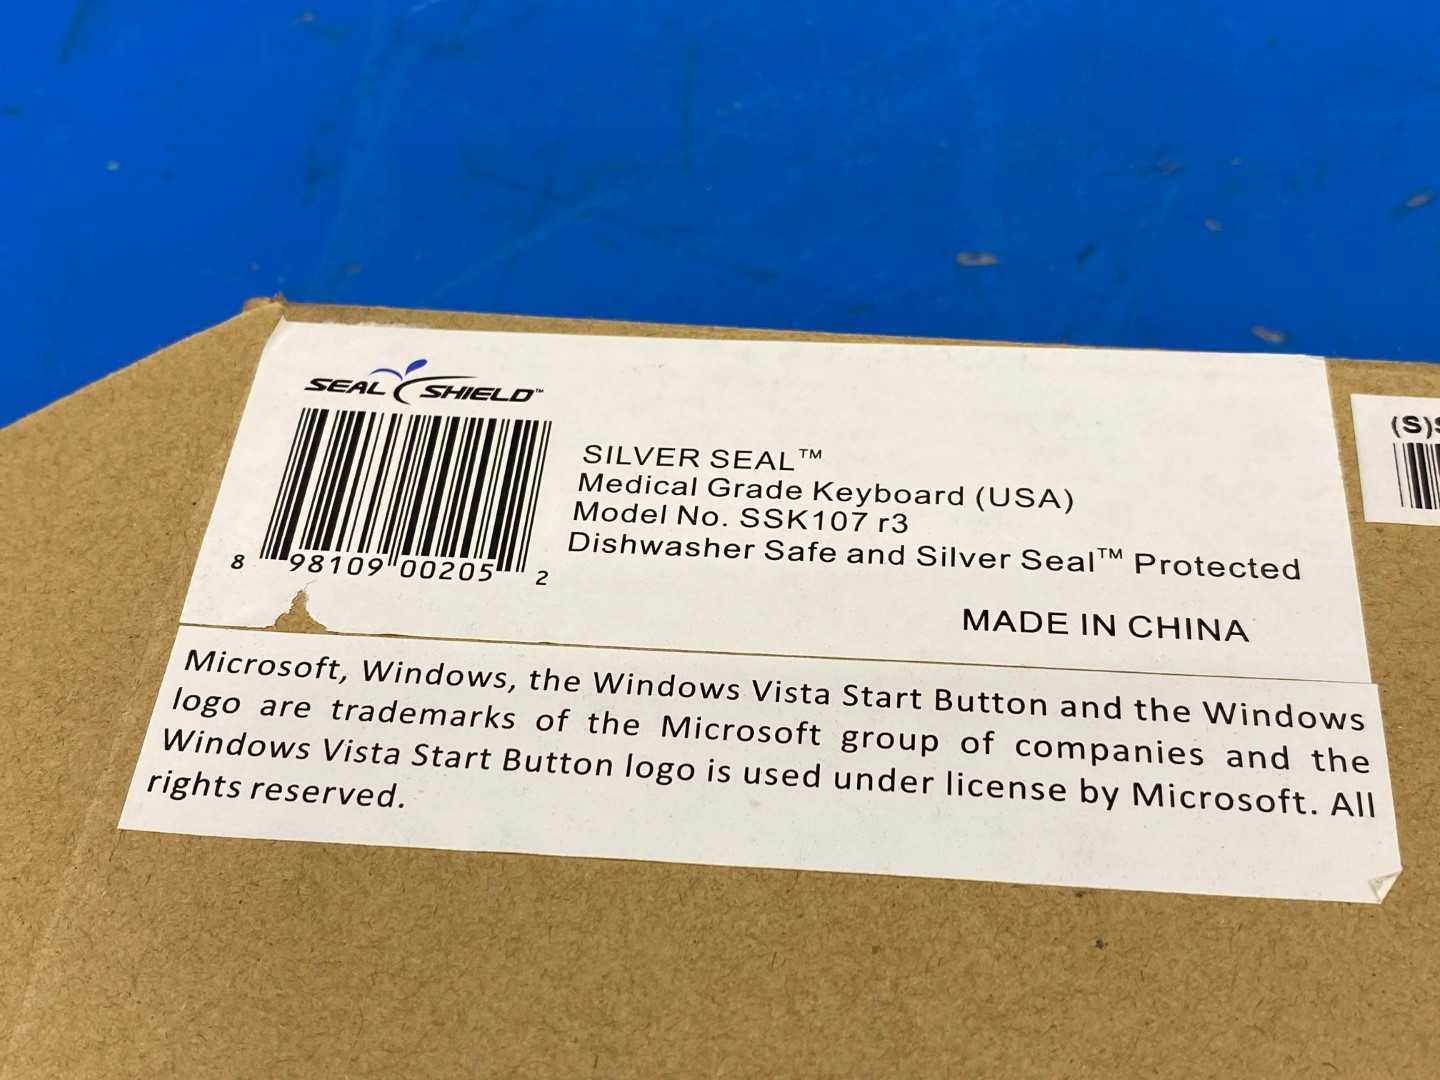 SEAL SHIELD™
8 98109 00205 2
SILVER SEAL™
Medical Grade Keyboard (USA)
Model No. SSK107 r3
Dishwasher Safe and Silver Seal™ Protected
MADE IN CHINA
(S)S
Microsoft, Windows, the Windows Vista Start Button and the Windows
logo are trademarks of the Microsoft group of companies and the
Windows Vista Start Button logo is used under license by Microsoft. All
rights reserved.